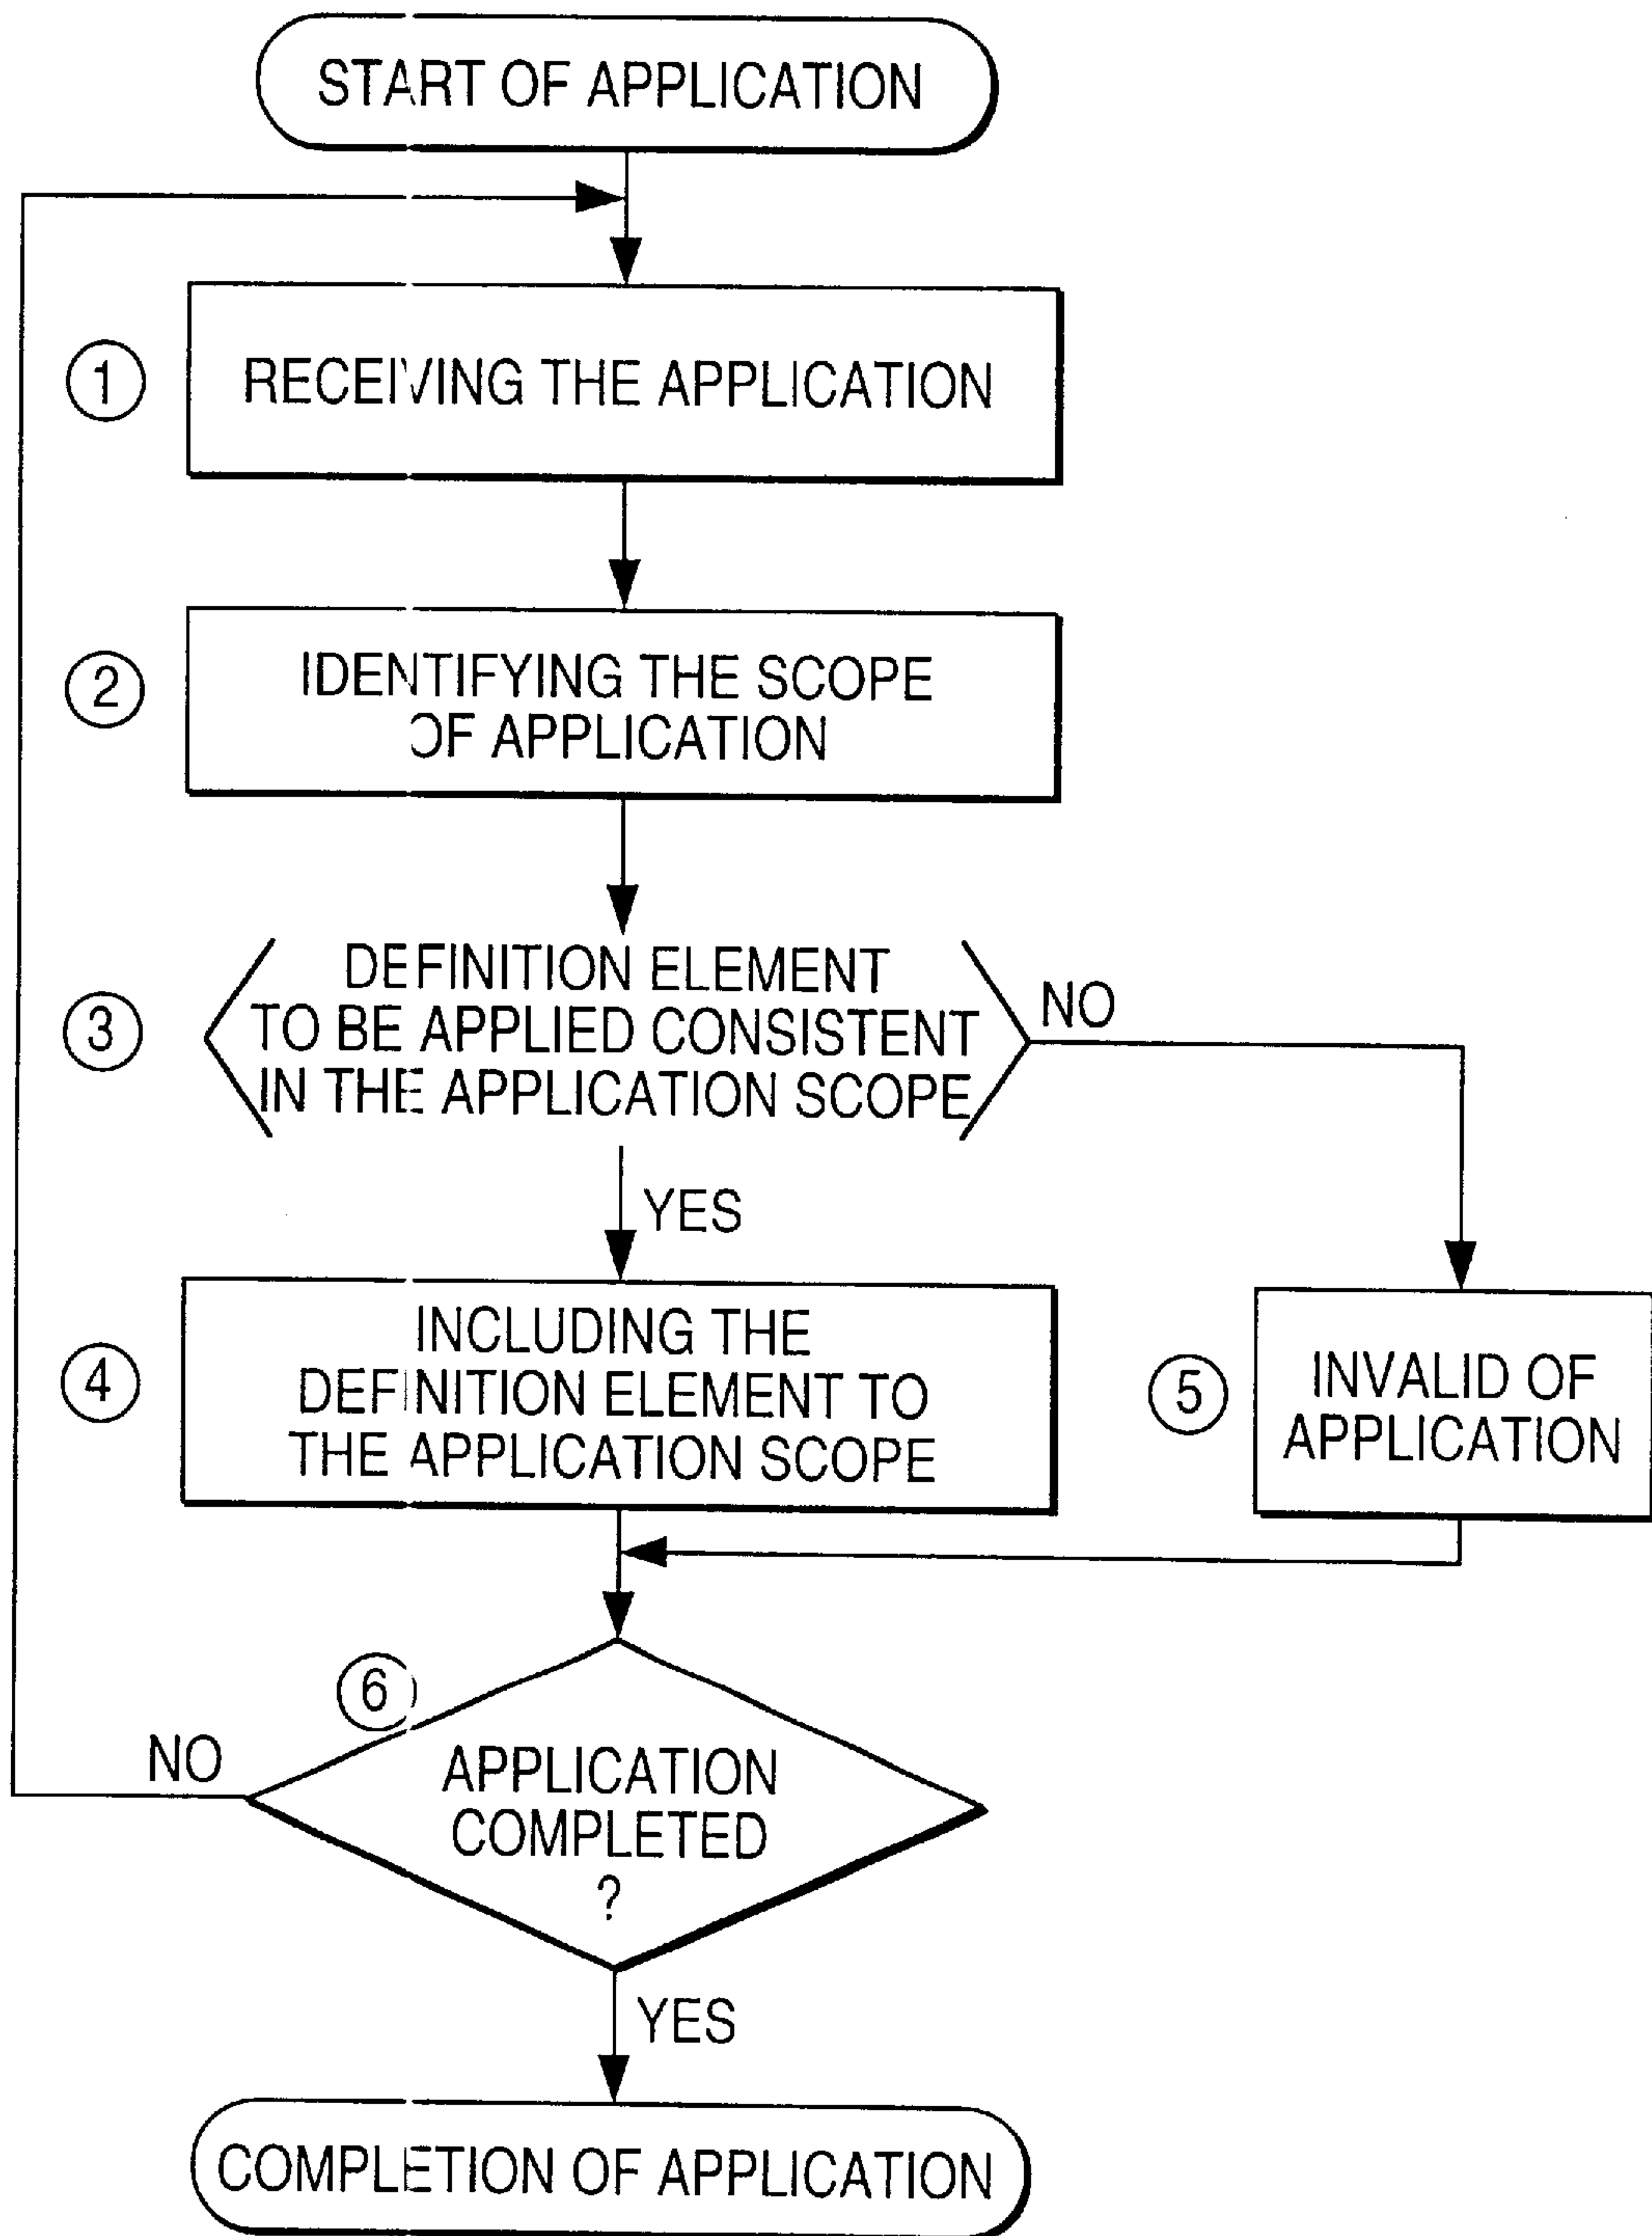 START OF APPLICATION
1
RECEIVING THE APPLICATION
2
IDENTIFYING THE SCOPE
OF APPLICATION
3
DEFINITION ELEMENT
TO BE APPLIED CONSISTENT
IN THE APPLICATION SCOPE
NO
YES
4
INCLUDING THE
DEFINITION ELEMENT TO
THE APPLICATION SCOPE
5
INVALID OF
APPLICATION
6
NO
APPLICATION
COMPLETED
?
YES
COMPLETION OF APPLICATION